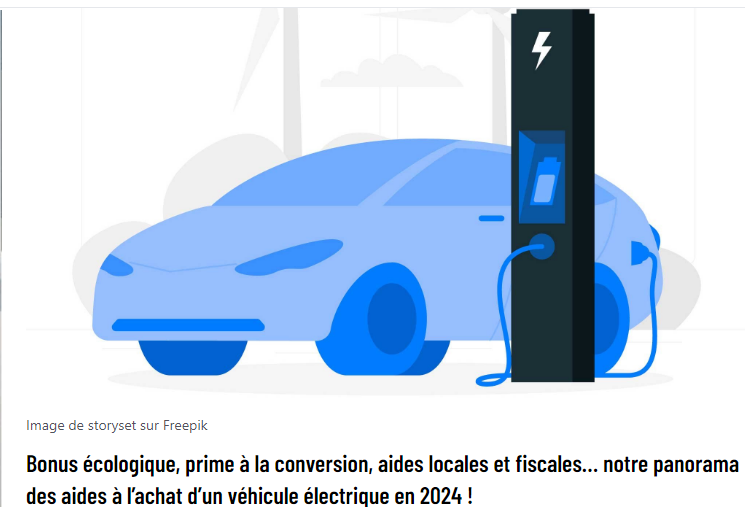 Image de storyset sur Freepik
Bonus écologique, prime à la conversion, aides locales et fiscales... notre panorama
des aides à l'achat d'un véhicule électrique en 2024 !